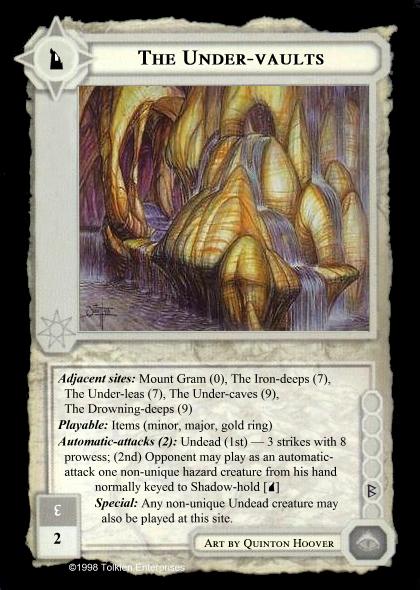 The Under-vaults
Adjacent sites: Mount Gram (0), The Iron-deeps (7),
The Under-leas (7), The Under-caves (9),
The Drowning-deeps (9)
Playable: Items (minor, major, gold ring)
Automatic-attacks (2): Undead (1st) — 3 strikes with 8
prowess; (2nd) Opponent may play as an automatic-
attack one non-unique hazard creature from his hand
normally keyed to Shadow-hold [ ]
Special: Any non-unique Undead creature may
also be played at this site.
ε
2
B
Art by Quinton Hoover
©1998 Tolkien Enterprises